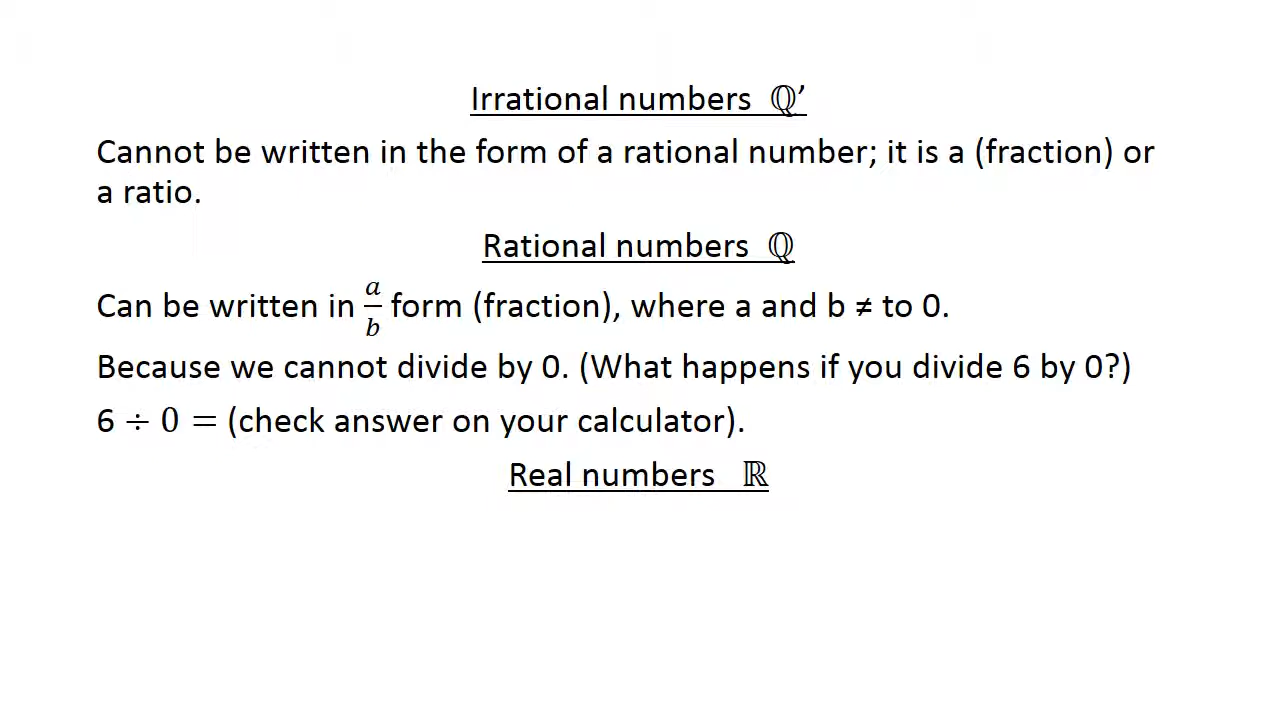 Irrational numbers ℚ’
Cannot be written in the form of a rational number; it is a (fraction) or
a ratio.
Rational numbers ℚ
Can be written in a/b form (fraction), where a and b ≠ to 0.
Because we cannot divide by 0. (What happens if you divide 6 by 0?)
6 ÷ 0 = (check answer on your calculator).
Real numbers ℝ